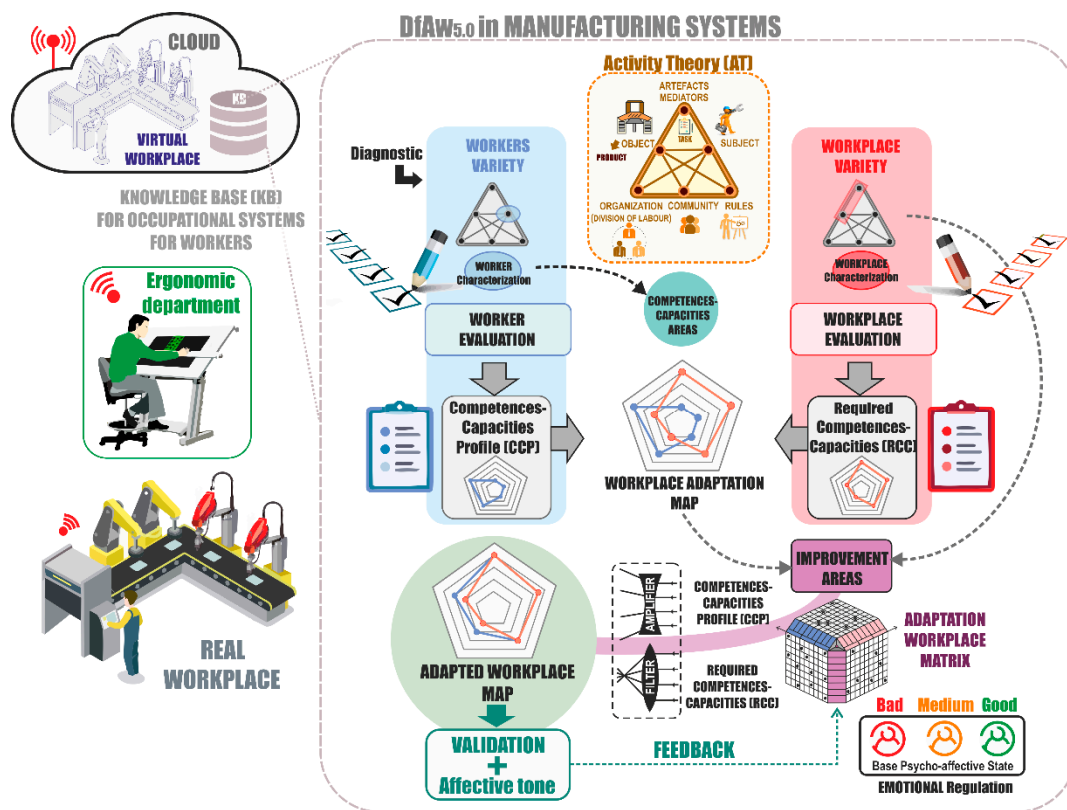 DfAw5.0 in MANUFACTURING SYSTEMS
CLOUD
KB
VIRTUAL
WORKPLACE
KNOWLEDGE BASE (KB)
FOR OCCUPATIONAL SYSTEMS
FOR WORKERS
Ergonomic
department
REAL
WORKPLACE
Diagnostic
WORKERS
VARIETY
WORKER
Characterization
WORKER
EVALUATION
Competences-
Capacities
Profile (CCP)
Activity Theory (AT)
ARTEFACTS
MEDIATORS
TASK
OBJECT
SUBJECT
PRODUCT
ORGANIZATION
COMMUNITY
RULES
(DIVISION OF LABOUR)
COMPETENCES-
CAPACITIES
AREAS
WORKPLACE ADAPTATION
MAP
WORKPLACE
VARIETY
WORKPLACE
Characterization
WORKPLACE
EVALUATION
Required
Competences-
Capacities (RCC)
IMPROVEMENT
AREAS
ADAPTED WORKPLACE
MAP
AMPLIFIER
COMPETENCES-
CAPACITIES
PROFILE (CCP)
FILTER
REQUIRED
COMPETENCES-
CAPACITIES (RCC)
ADAPTATION
WORKPLACE
MATRIX
VALIDATION
+
Affective tone
FEEDBACK
Bad
Medium
Good
Base Psycho-affective State
EMOTIONAL Regulation